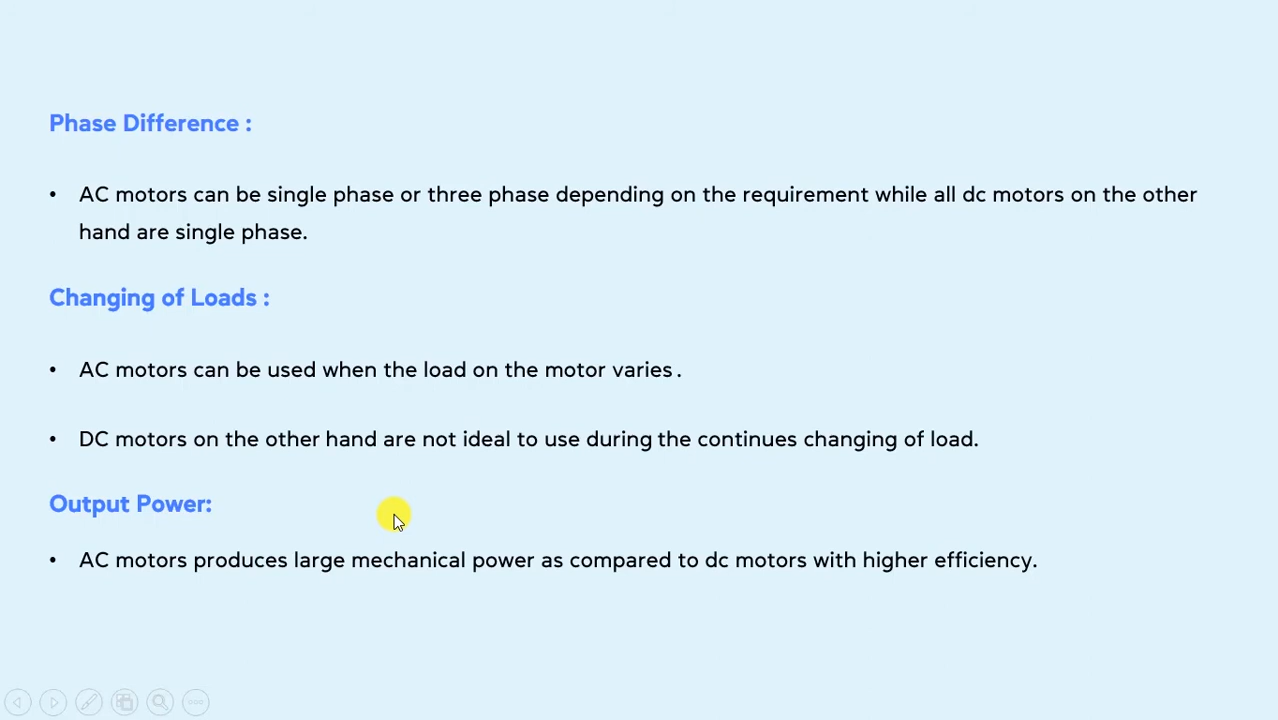 Phase Difference :
• AC motors can be single phase or three phase depending on the requirement while all dc motors on the other
hand are single phase.
Changing of Loads :
• AC motors can be used when the load on the motor varies .
• DC motors on the other hand are not ideal to use during the continues changing of load.
Output Power:
• AC motors produces large mechanical power as compared to dc motors with higher efficiency.